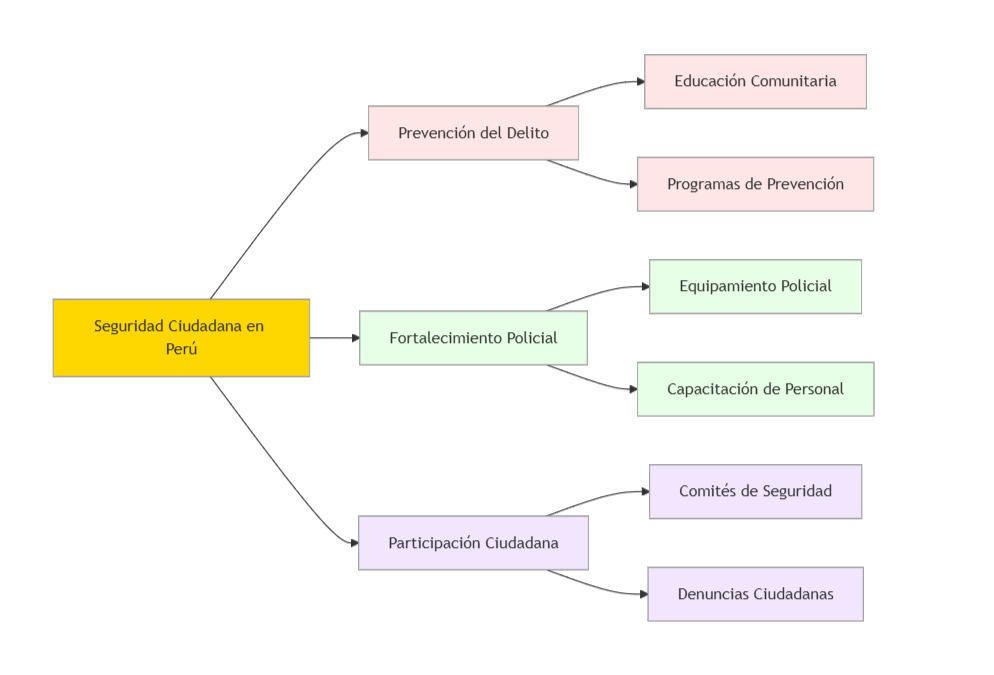 Educación Comunitaria
Prevención del Delito
Programas de Prevención
Equipamiento Policial
Seguridad Ciudadana en
Perú
Fortalecimiento Policial
Capacitación de Personal
Comités de Seguridad
Participación Ciudadana
Denuncias Ciudadanas